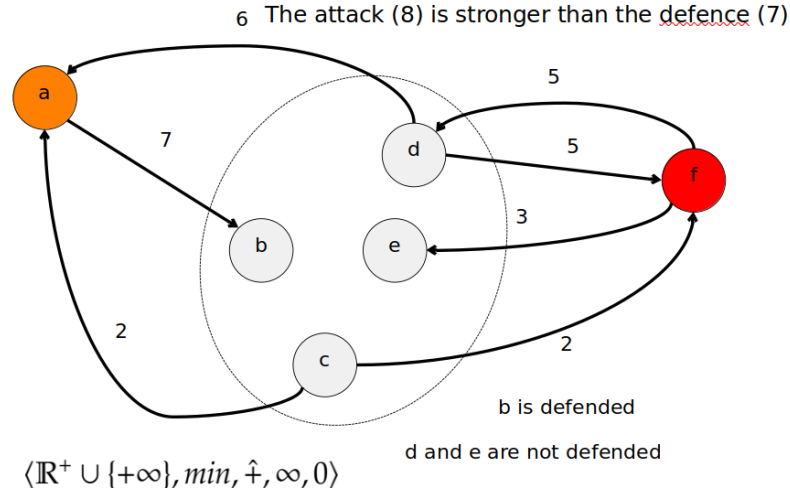 The attack (8) is stronger than the defence (7)
6
5
a
7
d
5
f
3
b
e
2
c
2
b is defended
d and e are not defended
⟨ℝ⁺ ∪ {+∞}, min, +̂, ∞, 0⟩